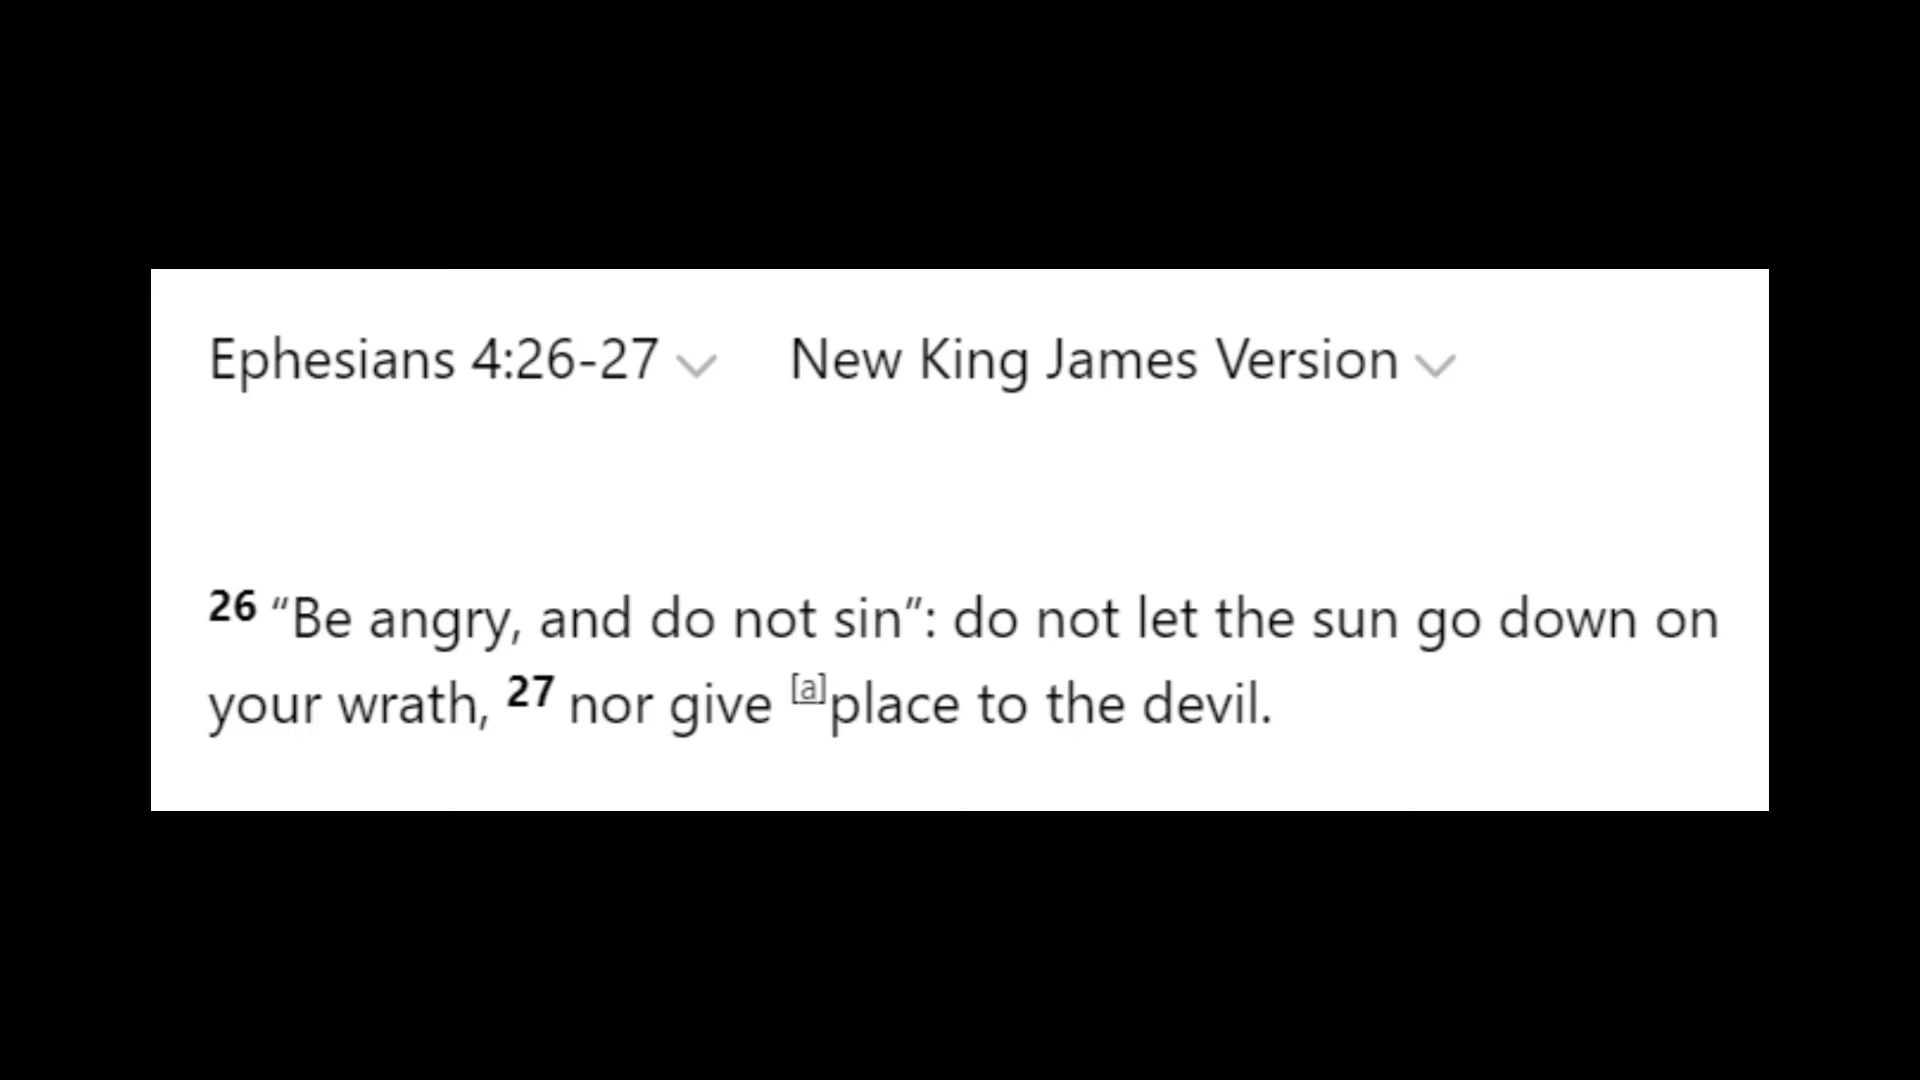 Ephesians 4:26-27 New King James Version
26 “Be angry, and do not sin”: do not let the sun go down on
your wrath, 27 nor give [a]place to the devil.